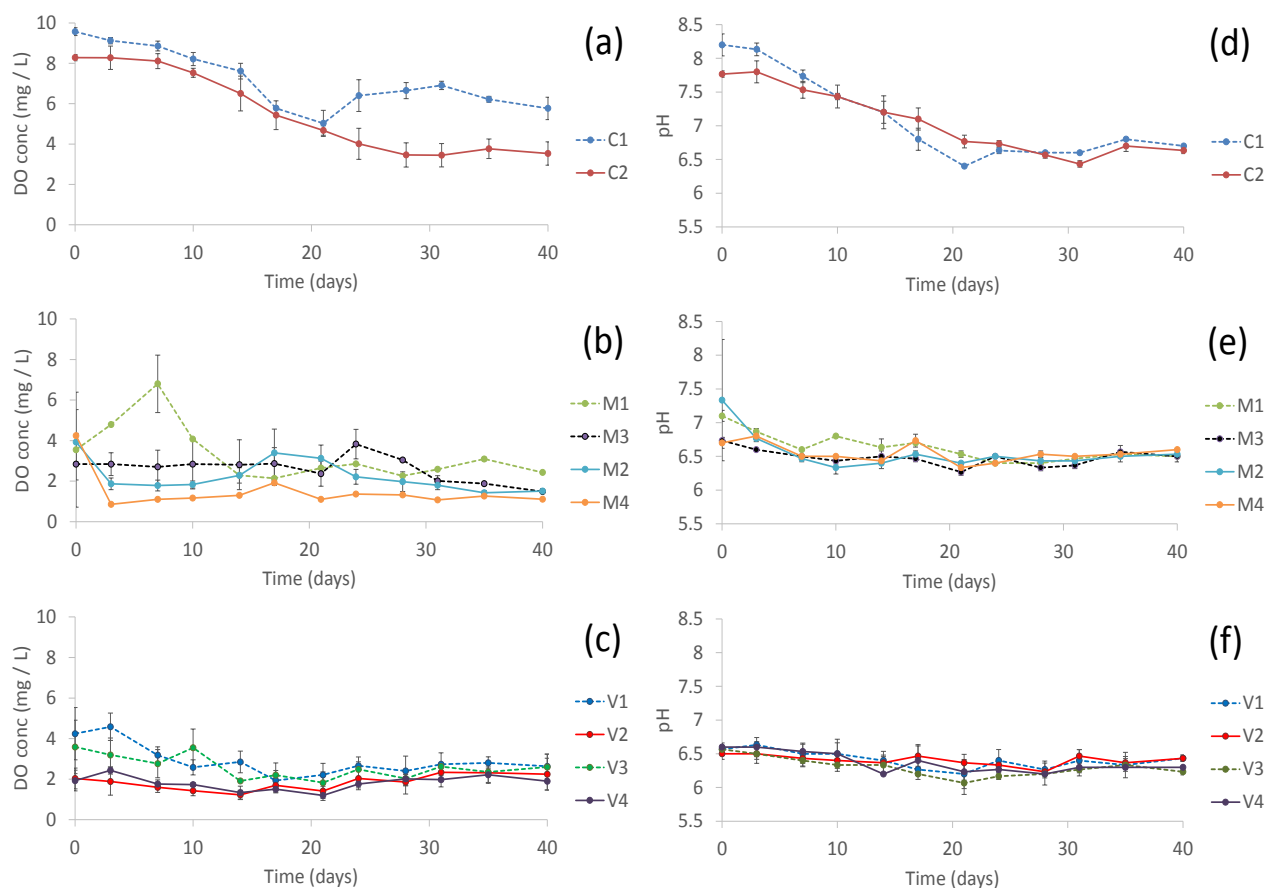 (a)
DO conc (mg / L)
10
8
6
4
2
0
0 10 20 30 40
Time (days)
C1
C2
(d)
pH
8.5
8
7.5
7
6.5
6
5.5
0 10 20 30 40
Time (days)
C1
C2
(b)
DO conc (mg / L)
10
8
6
4
2
0
0 10 20 30 40
Time (days)
M1
M3
M2
M4
(e)
pH
8.5
8
7.5
7
6.5
6
5.5
0 10 20 30 40
Time (days)
M1
M3
M2
M4
(c)
DO conc (mg / L)
10
8
6
4
2
0
0 10 20 30 40
Time (days)
V1
V2
V3
V4
(f)
pH
8.5
8
7.5
7
6.5
6
5.5
0 10 20 30 40
Time (days)
V1
V2
V3
V4